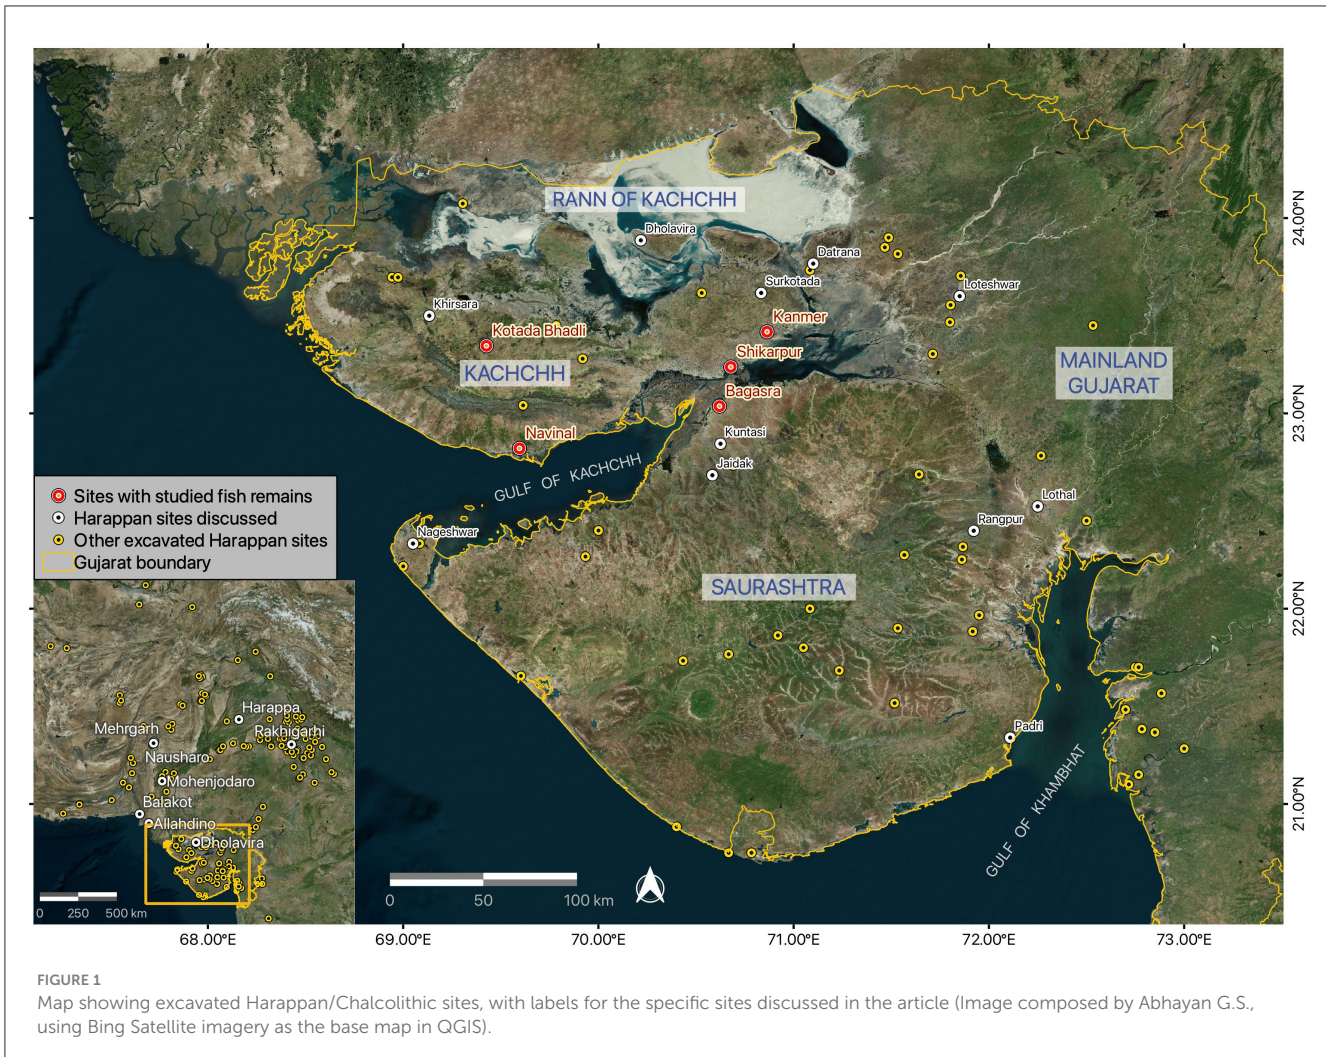 RANN OF KACHCHH
Dholavira
Datrana
Surkotada
Loteshwar
Khirsara
Kotada Bhadli
Kanmer
Shikarpur
KACHCHH
MAINLAND
GUJARAT
Bagasra
Navinal
Kuntasi
Jaidak
GULF OF KACHCHH
Lothal
Rangpur
Nageshwar
SAURASHTRA
Padri
GULF OF KHAMBHAT
24.00°N
23.00°N
22.00°N
21.00°N
Sites with studied fish remains
Harappan sites discussed
Other excavated Harappan sites
Gujarat boundary
Harappa
Mehrgarh
Rakhigarhi
Nausharo
Mohenjodaro
Balakot
Allahdino
Dholavira
0 250 500 km
0 50 100 km
68.00°E 69.00°E 70.00°E 71.00°E 72.00°E 73.00°E
FIGURE 1
Map showing excavated Harappan/Chalcolithic sites, with labels for the specific sites discussed in the article (Image composed by Abhayan G.S.,
using Bing Satellite imagery as the base map in QGIS).